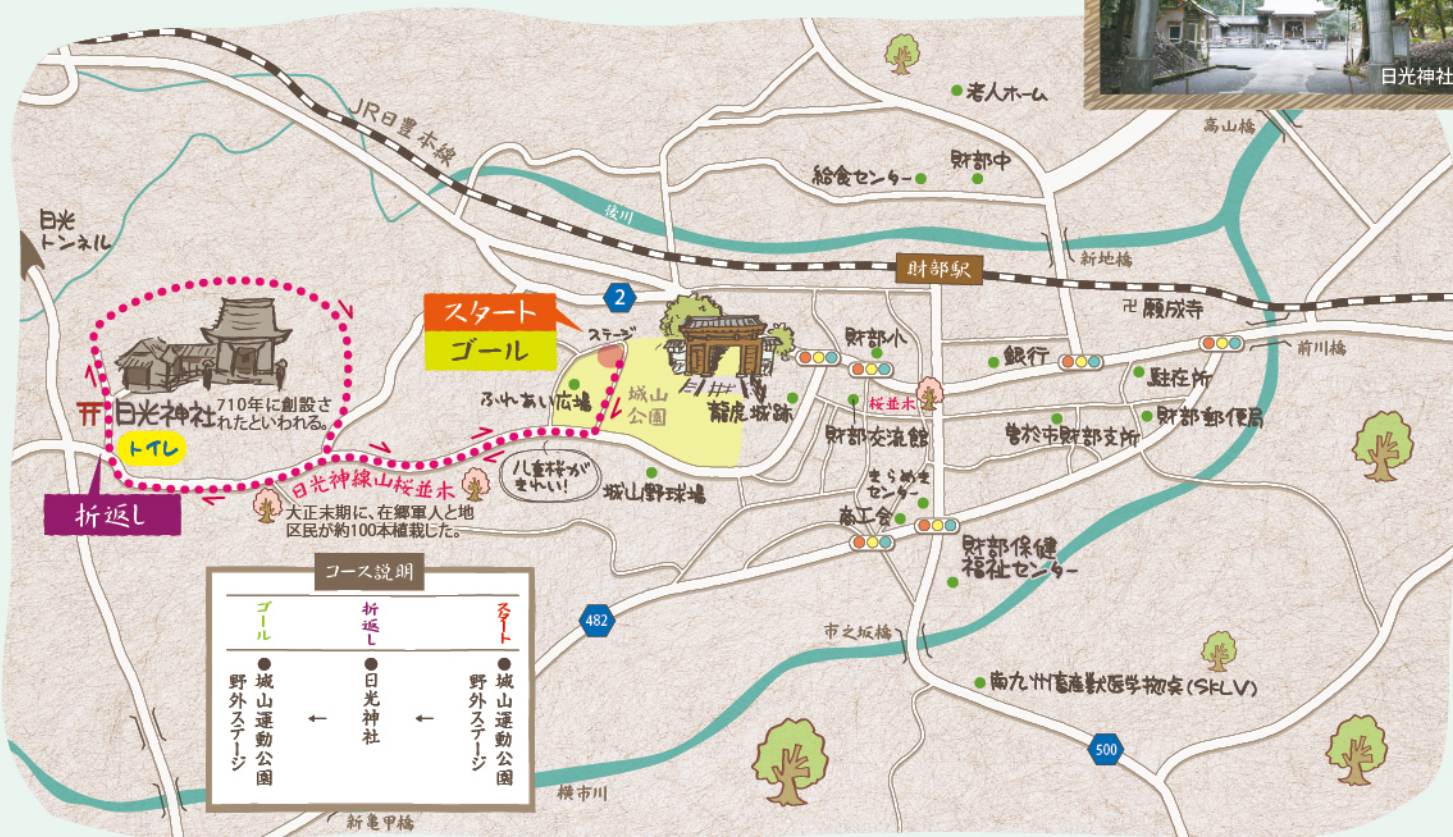 日光神社
老人ホーム
高山橋
JR日豊本線
給食センター
財部中
後川
日光
トンネル
新地橋
財部駅
卍 願成寺
前川橋
スタート
ゴール
2
ステージ
財部小
銀行
駐在所
ふれあい広場
城山
公園
龍虎城跡
桜並木
財部交流館
曽於市財部支所
財部郵便局
日光神社
710年に創設さ
れたといわれる。
トイレ
折返し
日光神線山桜並木
大正末期に、在郷軍人と地
区民が約100本植栽した。
八重桜が
きれい!
城山野球場
きらめき
センター
商工会
財部保健
福祉センター
コース説明
スタート
●城山運動公園
野外ステージ
←
折返し
●日光神社
←
ゴール
●城山運動公園
野外ステージ
482
市之坂橋
南九州畜産獣医学拠点(SKLV)
500
横市川
新亀甲橋